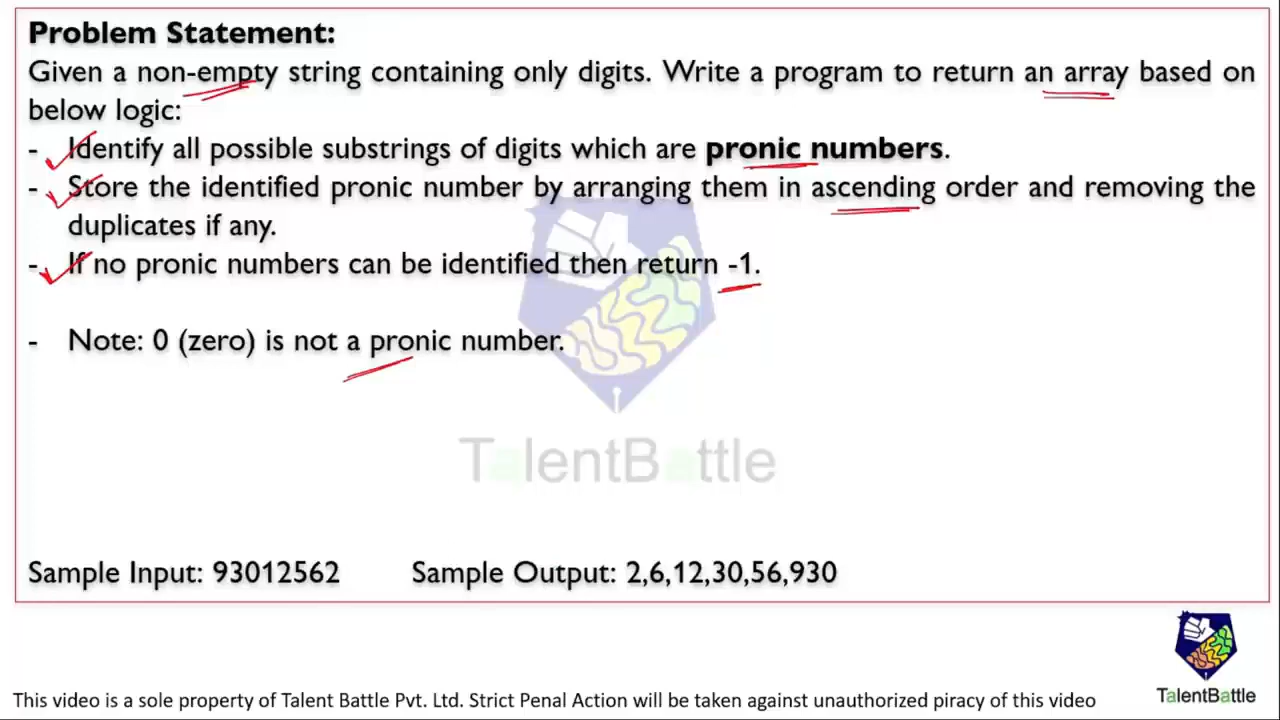 Problem Statement:
Given a non-empty string containing only digits. Write a program to return an array based on
below logic:
- Identify all possible substrings of digits which are pronic numbers.
- Store the identified pronic number by arranging them in ascending order and removing the
duplicates if any.
- If no pronic numbers can be identified then return -1.
- Note: 0 (zero) is not a pronic number.
TalentBattle
Sample Input: 93012562 Sample Output: 2,6,12,30,56,930
TalentBattle
This video is a sole property of Talent Battle Pvt. Ltd. Strict Penal Action will be taken against unauthorized piracy of this video